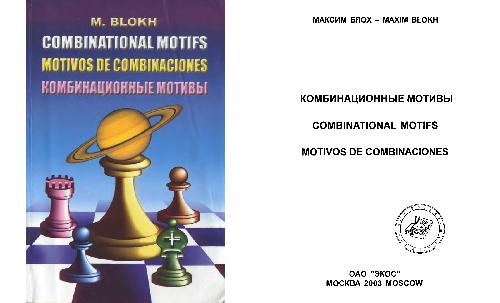 M. BLOKH
COMBINATIONAL MOTIFS
MOTIVOS DE COMBINACIONES
КОМБИНАЦИОННЫЕ МОТИВЫ
МАКСИМ БЛОХ – MAXIM BLOKH
КОМБИНАЦИОННЫЕ МОТИВЫ
COMBINATIONAL MOTIFS
MOTIVOS DE COMBINACIONES
ОАО "ЭКОС"
МОСКВА 2003 MOSCOW